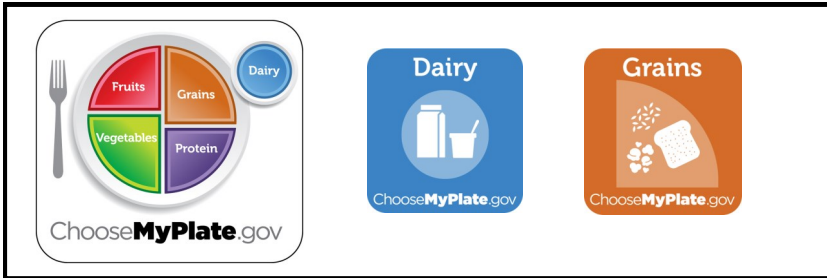 Fruits
Grains
Dairy
Vegetables
Protein
ChooseMyPlate.gov
Dairy
ChooseMyPlate.gov
Grains
ChooseMyPlate.gov